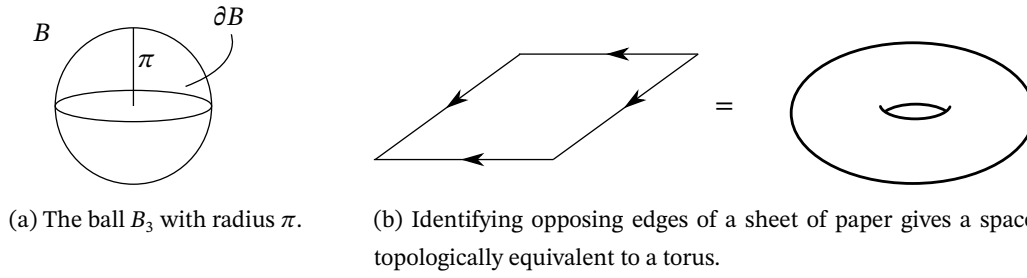 B
∂B
π
=
(a) The ball B₃ with radius π.
(b) Identifying opposing edges of a sheet of paper gives a space
topologically equivalent to a torus.